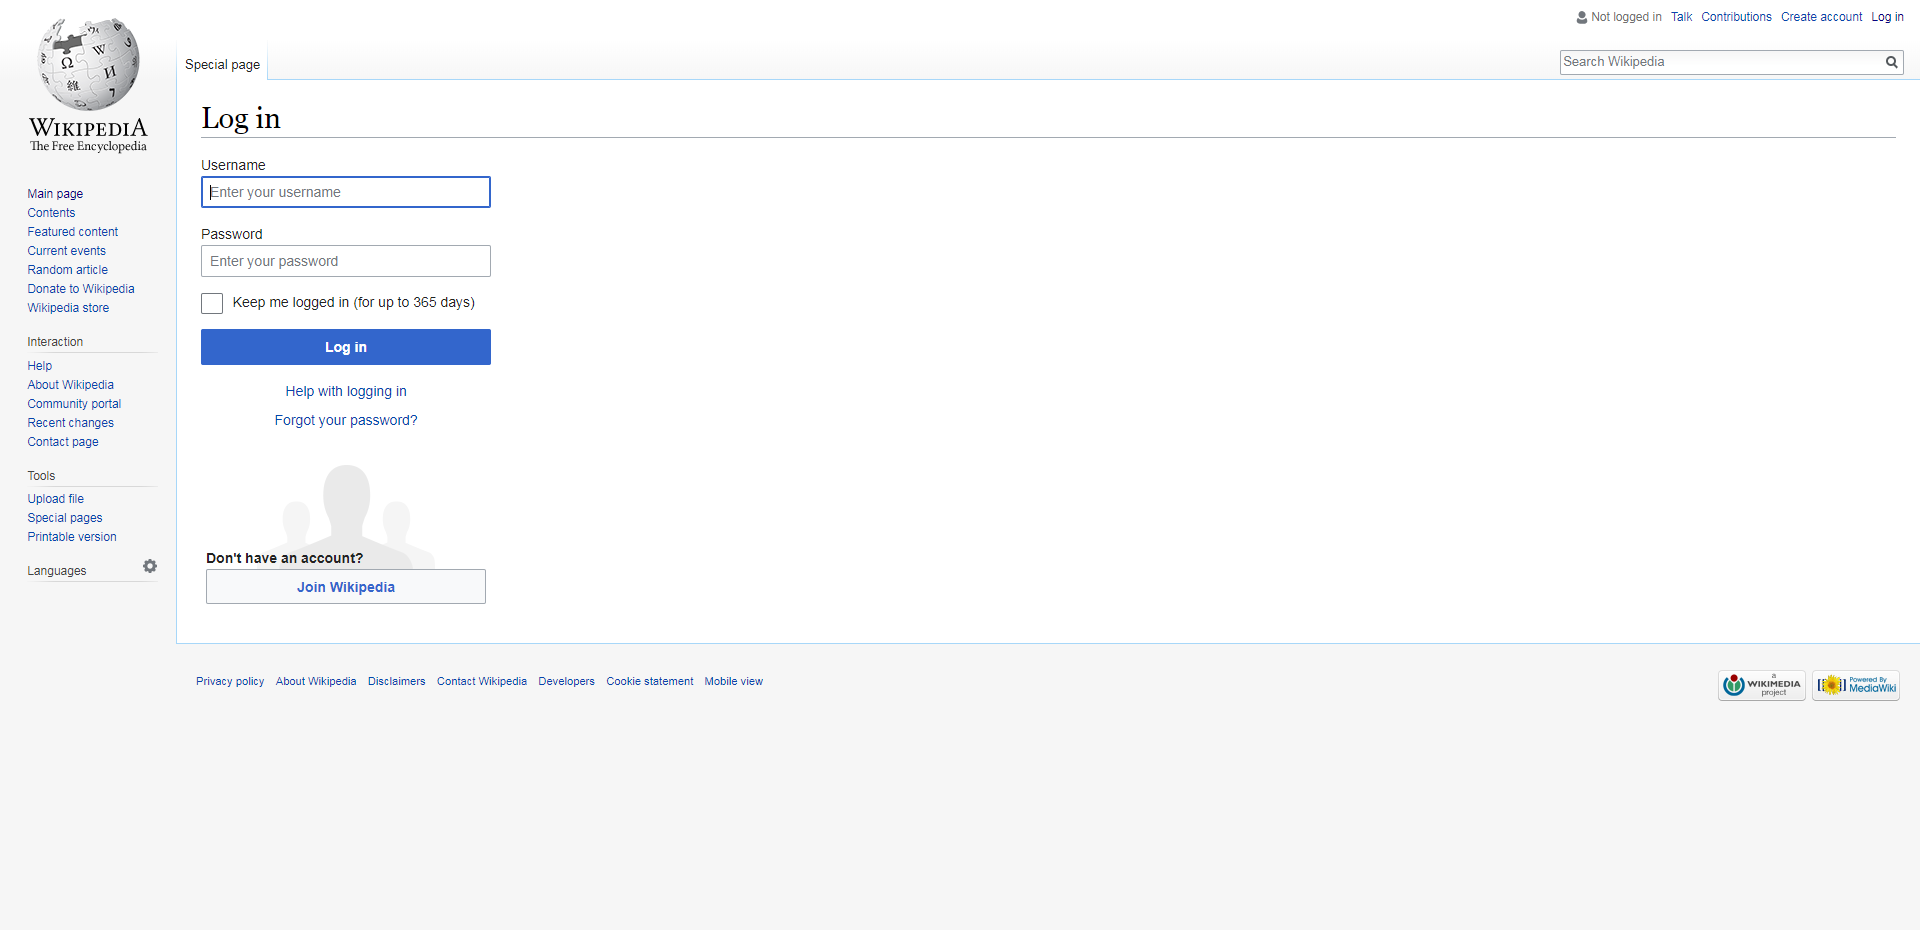 Not logged in Talk Contributions Create account Log in
Special page
Search Wikipedia
WIKIPEDIA
The Free Encyclopedia
Main page
Contents
Featured content
Current events
Random article
Donate to Wikipedia
Wikipedia store
Interaction
Help
About Wikipedia
Community portal
Recent changes
Contact page
Tools
Upload file
Special pages
Printable version
Languages
Log in
Username
Enter your username
Password
Enter your password
Keep me logged in (for up to 365 days)
Log in
Help with logging in
Forgot your password?
Don't have an account?
Join Wikipedia
Privacy policy About Wikipedia Disclaimers Contact Wikipedia Developers Cookie statement Mobile view
a
WIKIMEDIA
project
Powered By
MediaWiki